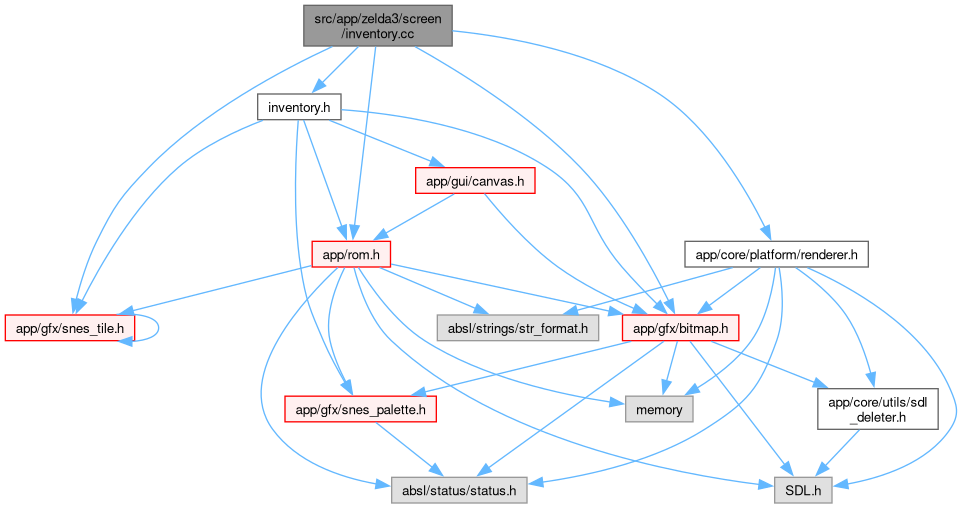 src/app/zelda3/screen
/inventory.cc
inventory.h
app/gui/canvas.h
app/rom.h
app/core/platform/renderer.h
app/gfx/snes_tile.h
absl/strings/str_format.h
app/gfx/bitmap.h
app/gfx/snes_palette.h
memory
app/core/utils/sdl
_deleter.h
absl/status/status.h
SDL.h